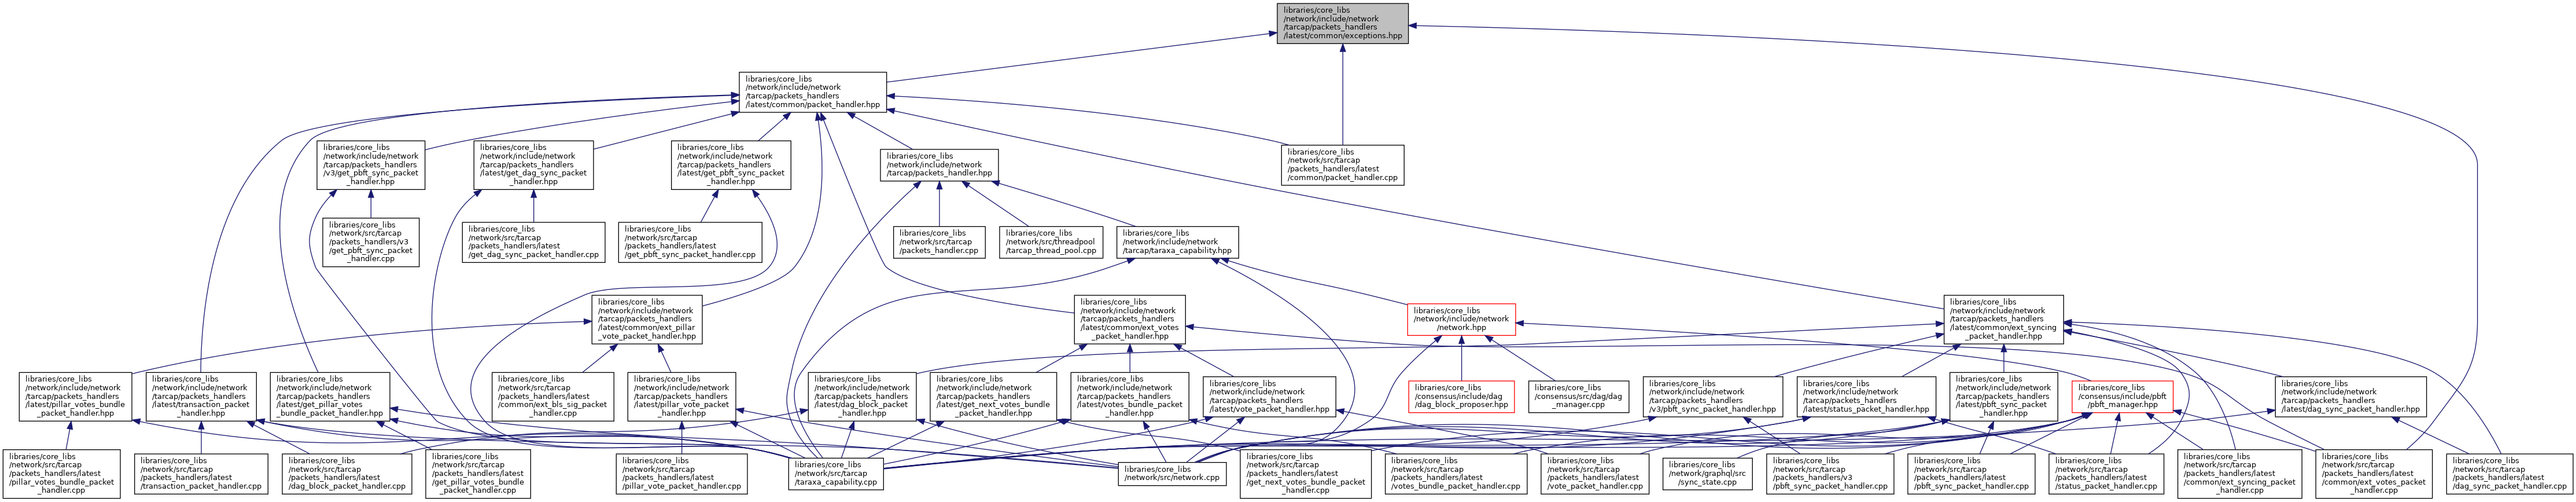 libraries/core_libs
/network/include/network
/tarcap/packets_handlers
/latest/common/exceptions.hpp
libraries/core_libs
/network/include/network
/tarcap/packets_handlers
/latest/common/packet_handler.hpp
libraries/core_libs
/network/include/network
/tarcap/packets_handlers
/v3/get_pbft_sync_packet
_handler.hpp
libraries/core_libs
/network/include/network
/tarcap/packets_handlers
/latest/get_dag_sync_packet
_handler.hpp
libraries/core_libs
/network/include/network
/tarcap/packets_handlers
/latest/get_pbft_sync_packet
_handler.hpp
libraries/core_libs
/network/include/network
/tarcap/packets_handler.hpp
libraries/core_libs
/network/src/tarcap
/packets_handlers/latest
/common/packet_handler.cpp
libraries/core_libs
/network/src/tarcap
/packets_handlers/v3
/get_pbft_sync_packet
_handler.cpp
libraries/core_libs
/network/src/tarcap
/packets_handlers/latest
/get_dag_sync_packet_handler.cpp
libraries/core_libs
/network/src/tarcap
/packets_handlers/latest
/get_pbft_sync_packet_handler.cpp
libraries/core_libs
/network/src/tarcap
/packets_handler.cpp
libraries/core_libs
/network/src/threadpool
/tarcap_thread_pool.cpp
libraries/core_libs
/network/include/network
/tarcap/taraxa_capability.hpp
libraries/core_libs
/network/include/network
/tarcap/packets_handlers
/latest/common/ext_pillar
_vote_packet_handler.hpp
libraries/core_libs
/network/include/network
/tarcap/packets_handlers
/latest/common/ext_votes
_packet_handler.hpp
libraries/core_libs
/network/include/network
/network.hpp
libraries/core_libs
/network/include/network
/tarcap/packets_handlers
/latest/common/ext_syncing
_packet_handler.hpp
libraries/core_libs
/network/include/network
/tarcap/packets_handlers
/latest/pillar_votes_bundle
_packet_handler.hpp
libraries/core_libs
/network/include/network
/tarcap/packets_handlers
/latest/transaction_packet
_handler.hpp
libraries/core_libs
/network/include/network
/tarcap/packets_handlers
/latest/get_pillar_votes
_bundle_packet_handler.hpp
libraries/core_libs
/network/src/tarcap
/packets_handlers/latest
/common/ext_bls_sig_packet
_handler.cpp
libraries/core_libs
/network/include/network
/tarcap/packets_handlers
/latest/pillar_vote_packet
_handler.hpp
libraries/core_libs
/network/include/network
/tarcap/packets_handlers
/latest/dag_block_packet
_handler.hpp
libraries/core_libs
/network/include/network
/tarcap/packets_handlers
/latest/get_next_votes_bundle
_packet_handler.hpp
libraries/core_libs
/network/include/network
/tarcap/packets_handlers
/latest/votes_bundle_packet
_handler.hpp
libraries/core_libs
/network/include/network
/tarcap/packets_handlers
/latest/vote_packet_handler.hpp
libraries/core_libs
/consensus/include/dag
/dag_block_proposer.hpp
libraries/core_libs
/consensus/src/dag/dag
_manager.cpp
libraries/core_libs
/network/include/network
/tarcap/packets_handlers
/v3/pbft_sync_packet_handler.hpp
libraries/core_libs
/network/include/network
/tarcap/packets_handlers
/latest/status_packet_handler.hpp
libraries/core_libs
/network/include/network
/tarcap/packets_handlers
/latest/pbft_sync_packet
_handler.hpp
libraries/core_libs
/consensus/include/pbft
/pbft_manager.hpp
libraries/core_libs
/network/include/network
/tarcap/packets_handlers
/latest/dag_sync_packet_handler.hpp
libraries/core_libs
/network/src/tarcap
/packets_handlers/latest
/pillar_votes_bundle_packet
_handler.cpp
libraries/core_libs
/network/src/tarcap
/packets_handlers/latest
/transaction_packet_handler.cpp
libraries/core_libs
/network/src/tarcap
/packets_handlers/latest
/dag_block_packet_handler.cpp
libraries/core_libs
/network/src/tarcap
/packets_handlers/latest
/get_pillar_votes_bundle
_packet_handler.cpp
libraries/core_libs
/network/src/tarcap
/packets_handlers/latest
/pillar_vote_packet_handler.cpp
libraries/core_libs
/network/src/tarcap
/taraxa_capability.cpp
libraries/core_libs
/network/src/network.cpp
libraries/core_libs
/network/src/tarcap
/packets_handlers/latest
/get_next_votes_bundle_packet
_handler.cpp
libraries/core_libs
/network/src/tarcap
/packets_handlers/latest
/votes_bundle_packet_handler.cpp
libraries/core_libs
/network/src/tarcap
/packets_handlers/latest
/vote_packet_handler.cpp
libraries/core_libs
/network/graphql/src
/sync_state.cpp
libraries/core_libs
/network/src/tarcap
/packets_handlers/v3
/pbft_sync_packet_handler.cpp
libraries/core_libs
/network/src/tarcap
/packets_handlers/latest
/pbft_sync_packet_handler.cpp
libraries/core_libs
/network/src/tarcap
/packets_handlers/latest
/status_packet_handler.cpp
libraries/core_libs
/network/src/tarcap
/packets_handlers/latest
/common/ext_syncing_packet
_handler.cpp
libraries/core_libs
/network/src/tarcap
/packets_handlers/latest
/common/ext_votes_packet
_handler.cpp
libraries/core_libs
/network/src/tarcap
/packets_handlers/latest
/dag_sync_packet_handler.cpp